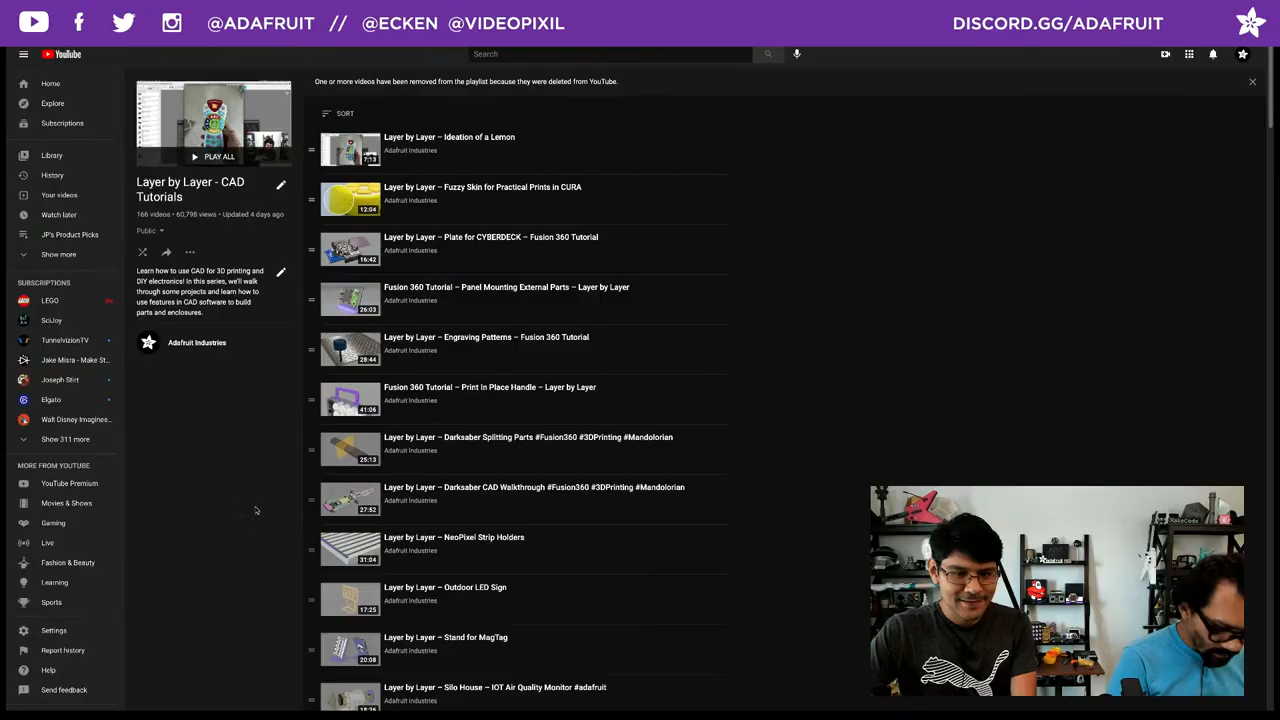 @ADAFRUIT // @ECKEN @VIDEOPIXIL
DISCORD.GG/ADAFRUIT
YouTube
Search
Home
Explore
Subscriptions
Library
History
Your videos
Watch later
JP's Product Picks
Show more
SUBSCRIPTIONS
LEGO
SciJoy
TunnelvizionTV
Jake Misra - Make St...
Joseph Stirt
Elgato
Walt Disney Imaginee...
Show 311 more
MORE FROM YOUTUBE
YouTube Premium
Movies & Shows
Gaming
Live
Fashion & Beauty
Learning
Sports
Settings
Report history
Help
Send feedback
PLAY ALL
Layer by Layer - CAD
Tutorials
166 videos • 60,798 views • Updated 4 days ago
Public
Learn how to use CAD for 3D printing and
DIY electronics! In this series, we'll walk
through some projects and learn how to
use features in CAD software to build
parts and enclosures.
Adafruit Industries
One or more videos have been removed from the playlist because they were deleted from YouTube.
SORT
Layer by Layer – Ideation of a Lemon
Adafruit Industries
7:13
Layer by Layer – Fuzzy Skin for Practical Prints in CURA
Adafruit Industries
12:04
Layer by Layer – Plate for CYBERDECK – Fusion 360 Tutorial
Adafruit Industries
16:42
Fusion 360 Tutorial – Panel Mounting External Parts – Layer by Layer
Adafruit Industries
26:03
Layer by Layer – Engraving Patterns – Fusion 360 Tutorial
Adafruit Industries
28:44
Fusion 360 Tutorial – Print In Place Handle – Layer by Layer
Adafruit Industries
41:06
Layer by Layer – Darksaber Splitting Parts #Fusion360 #3DPrinting #Mandolorian
Adafruit Industries
25:13
Layer by Layer – Darksaber CAD Walkthrough #Fusion360 #3DPrinting #Mandolorian
Adafruit Industries
27:52
Layer by Layer – NeoPixel Strip Holders
Adafruit Industries
31:04
Layer by Layer – Outdoor LED Sign
Adafruit Industries
17:25
Layer by Layer – Stand for MagTag
Adafruit Industries
20:08
Layer by Layer – Silo House – IOT Air Quality Monitor #adafruit
Adafruit Industries
18:26
MakeCode